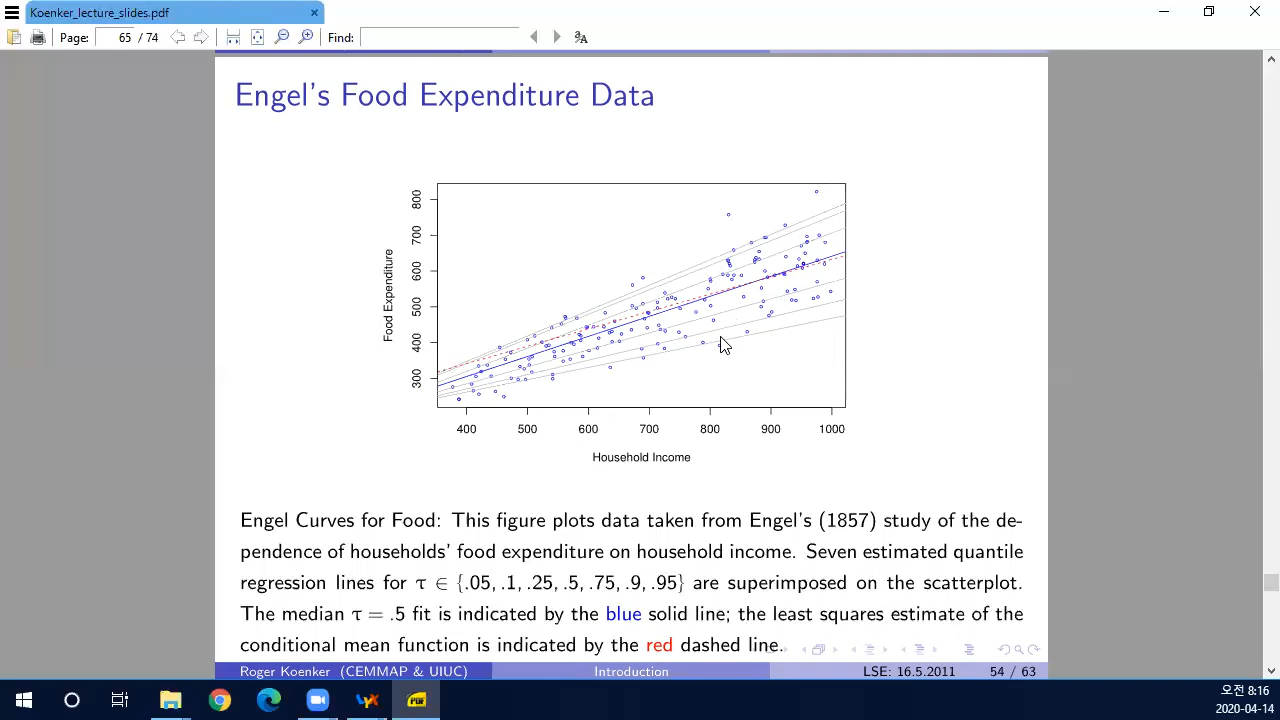 Koenker_lecture_slides.pdf
Page: 65 / 74 Find:
Engel's Food Expenditure Data
800
700
600
500
400
300
Food Expenditure
400 500 600 700 800 900 1000
Household Income
Engel Curves for Food: This figure plots data taken from Engel's (1857) study of the de-
pendence of households' food expenditure on household income. Seven estimated quantile
regression lines for τ ∈ {.05, .1, .25, .5, .75, .9, .95} are superimposed on the scatterplot.
The median τ = .5 fit is indicated by the blue solid line; the least squares estimate of the
conditional mean function is indicated by the red dashed line.
Roger Koenker (CEMMAP & UIUC) Introduction LSE: 16.5.2011 54 / 63
PDF
오전 8:16
2020-04-14